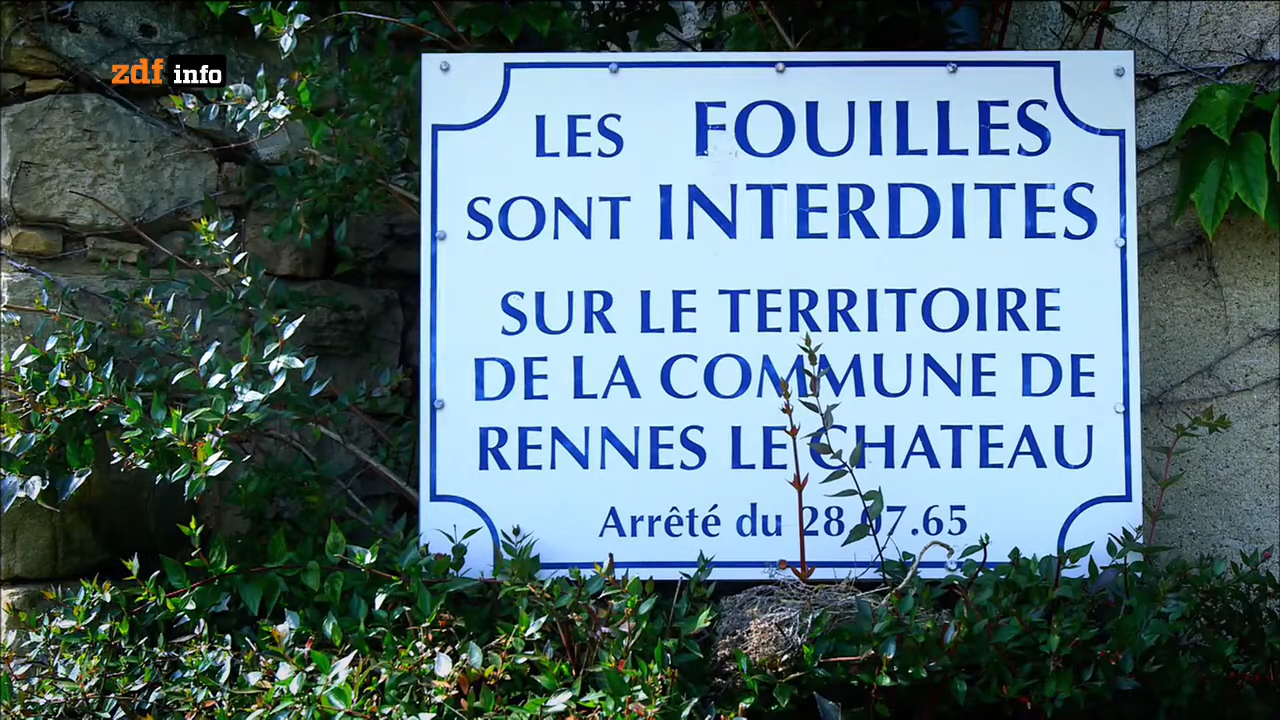 zdf info
LES FOUILLES
SONT INTERDITES
SUR LE TERRITOIRE
DE LA COMMUNE DE
RENNES LE CHATEAU
Arrêté du 28.07.65